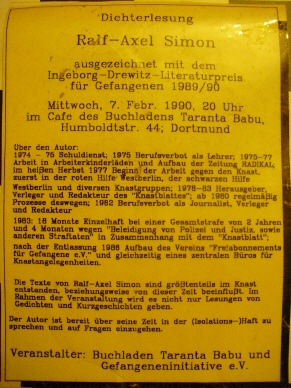 Dichterlesung
Ralf-Axel Simon
ausgezeichnet mit dem
Ingeborg-Drewitz-Literaturpreis
für Gefangenen 1989/90
Mittwoch, 7. Febr. 1990, 20 Uhr
im Cafe des Buchladens Taranta Babu,
Humboldtstr. 44; Dortmund
Über den Autor:
1974 - 75 Schuldienst; 1975 Berufsverbot als Lehrer; 1975-77
Arbeit in Arbeiterkinderläden und Aufbau der Zeitung RADIKAL;
im heißen Herbst 1977 Beginn der Arbeit gegen den Knast,
zuerst in der roten Hilfe Westberlin, der schwarzen Hilfe
Westberlin und diversen Knastgruppen; 1978-83 Herausgeber,
Verleger und Redakteur des "Knastblattes"; ab 1980 regelmäßig
Prozesse deswegen; 1982 Berufsverbot als Journalist, Verleger
und Redakteur
1983: 18 Monate Einzelhaft bei einer Gesamtstrafe von 2 Jahren
und 4 Monaten wegen "Beleidigung von Polizei und Justiz, sowie
anderen Straftaten" in Zusammenhang mit dem "Knastblatt";
nach der Entlassung 1988 Aufbau des Vereins "Freiabonnements
für Gefangene e.V." und gleichzeitig eines zentralen Büros für
Knastangelegenheiten.
Die Texte von Ralf-Axel Simon sind größtenteils im Knast
entstanden, beziehungsweise von dieser Zeit beeinflußt. Im
Rahmen der Veranstaltung wird es nicht nur Lesungen von
Gedichten und Kurzgeschichten geben.
Der Autor ist bereit über seine Zeit in der (Isolations-)Haft zu
sprechen und auf Fragen einzugehen.
Veranstalter: Buchladen Taranta Babu und
Gefangeneninitiative e.V.